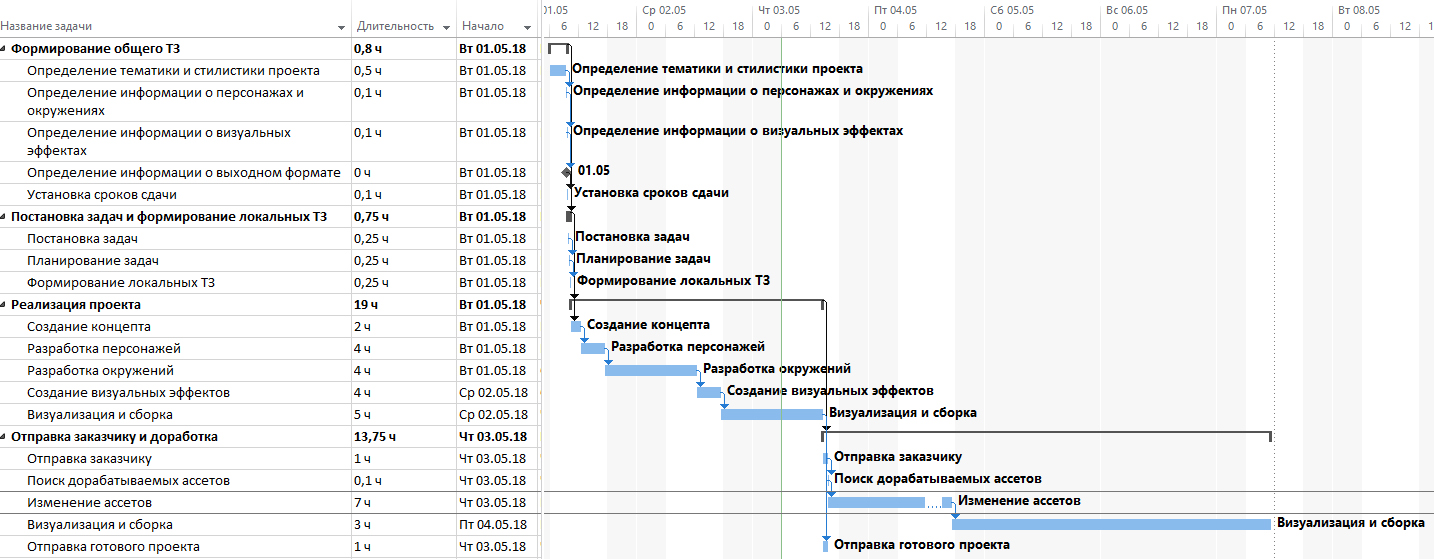 01.05 Ср 02.05 Чт 03.05 Пт 04.05 Сб 05.05 Вс 06.05 Пн 07.05 Вт 08.05
Название задачи Длительность Начало 6 12 18 0 6 12 18 0 6 12 18 0 6 12 18 0 6 12 18 0 6 12 18 0 6 12 18 0 6 12 1
Формирование общего ТЗ 0,8 ч Вт 01.05.18
Определение тематики и стилистики проекта 0,5 ч Вт 01.05.18 Определение тематики и стилистики проекта
Определение информации о персонажах и 0,1 ч Вт 01.05.18 Определение информации о персонажах и окружениях
окружениях
Определение информации о визуальных 0,1 ч Вт 01.05.18 Определение информации о визуальных эффектах
эффектах
Определение информации о выходном формате 0 ч Вт 01.05.18 01.05
Установка сроков сдачи 0,1 ч Вт 01.05.18 Установка сроков сдачи
Постановка задач и формирование локальных ТЗ 0,75 ч Вт 01.05.18
Постановка задач 0,25 ч Вт 01.05.18 Постановка задач
Планирование задач 0,25 ч Вт 01.05.18 Планирование задач
Формирование локальных ТЗ 0,25 ч Вт 01.05.18 Формирование локальных ТЗ
Реализация проекта 19 ч Вт 01.05.18
Создание концепта 2 ч Вт 01.05.18 Создание концепта
Разработка персонажей 4 ч Вт 01.05.18 Разработка персонажей
Разработка окружений 4 ч Вт 01.05.18 Разработка окружений
Создание визуальных эффектов 4 ч Ср 02.05.18 Создание визуальных эффектов
Визуализация и сборка 5 ч Ср 02.05.18 Визуализация и сборка
Отправка заказчику и доработка 13,75 ч Чт 03.05.18
Отправка заказчику 1 ч Чт 03.05.18 Отправка заказчику
Поиск дорабатываемых ассетов 0,1 ч Чт 03.05.18 Поиск дорабатываемых ассетов
Изменение ассетов 7 ч Чт 03.05.18 Изменение ассетов
Визуализация и сборка 3 ч Пт 04.05.18 Визуализация и сборка
Отправка готового проекта 1 ч Чт 03.05.18 Отправка готового проекта